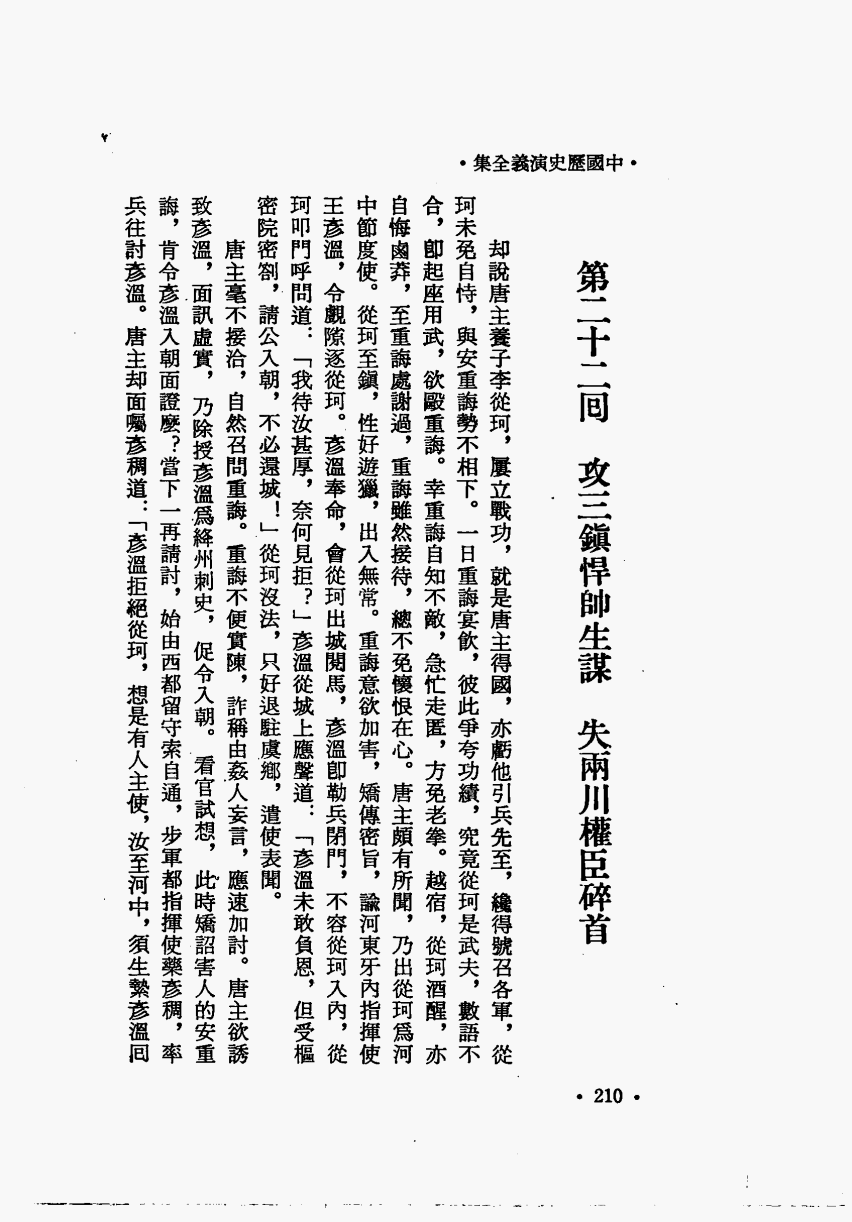 ·中國歷史演義全集·
第二十二回　攻三鎮悍帥生謀　失兩川權臣碎首
却說唐主養子李從珂，屢立戰功，就是唐主得國，亦虧他引兵先至，纔得號召各軍，從
珂未免自恃，與安重誨勢不相下。一日重誨宴飲，彼此爭夸功績，究竟從珂是武夫，數語不
合，卽起座用武，欲毆重誨。幸重誨自知不敵，急忙走匿，方免老拳。越宿，從珂酒醒，亦
自悔鹵莽，至重誨處謝過，重誨雖然接待，總不免懷恨在心。唐主頗有所聞，乃出從珂爲河
中節度使。從珂至鎮，性好遊獵，出入無常。重誨意欲加害，矯傳密旨，諭河東牙內指揮使
王彥溫，令覷隙逐從珂。彥溫奉命，會從珂出城閱馬，彥溫卽勒兵閉門，不容從珂入內，從
珂叩門呼問道：「我待汝甚厚，奈何見拒？」彥溫從城上應聲道：「彥溫未敢負恩，但受樞
密院密劄，請公入朝，不必還城！」從珂沒法，只好退駐虞鄉，遣使表聞。
唐主毫不接洽，自然召問重誨。重誨不便實陳，詐稱由姦人妄言，應速加討。唐主欲誘
致彥溫，面訊虛實，乃除授彥溫爲絳州刺史，促令入朝。看官試想，此時矯詔害人的安重
誨，肯令彥溫入朝面證麽？當下一再請討，始由西都留守索自通，步軍都指揮使藥彥稠，率
兵往討彥溫。唐主却面囑彥稠道：「彥溫拒絕從珂，想是有人主使，汝至河中，須生縶彥溫回
·210·